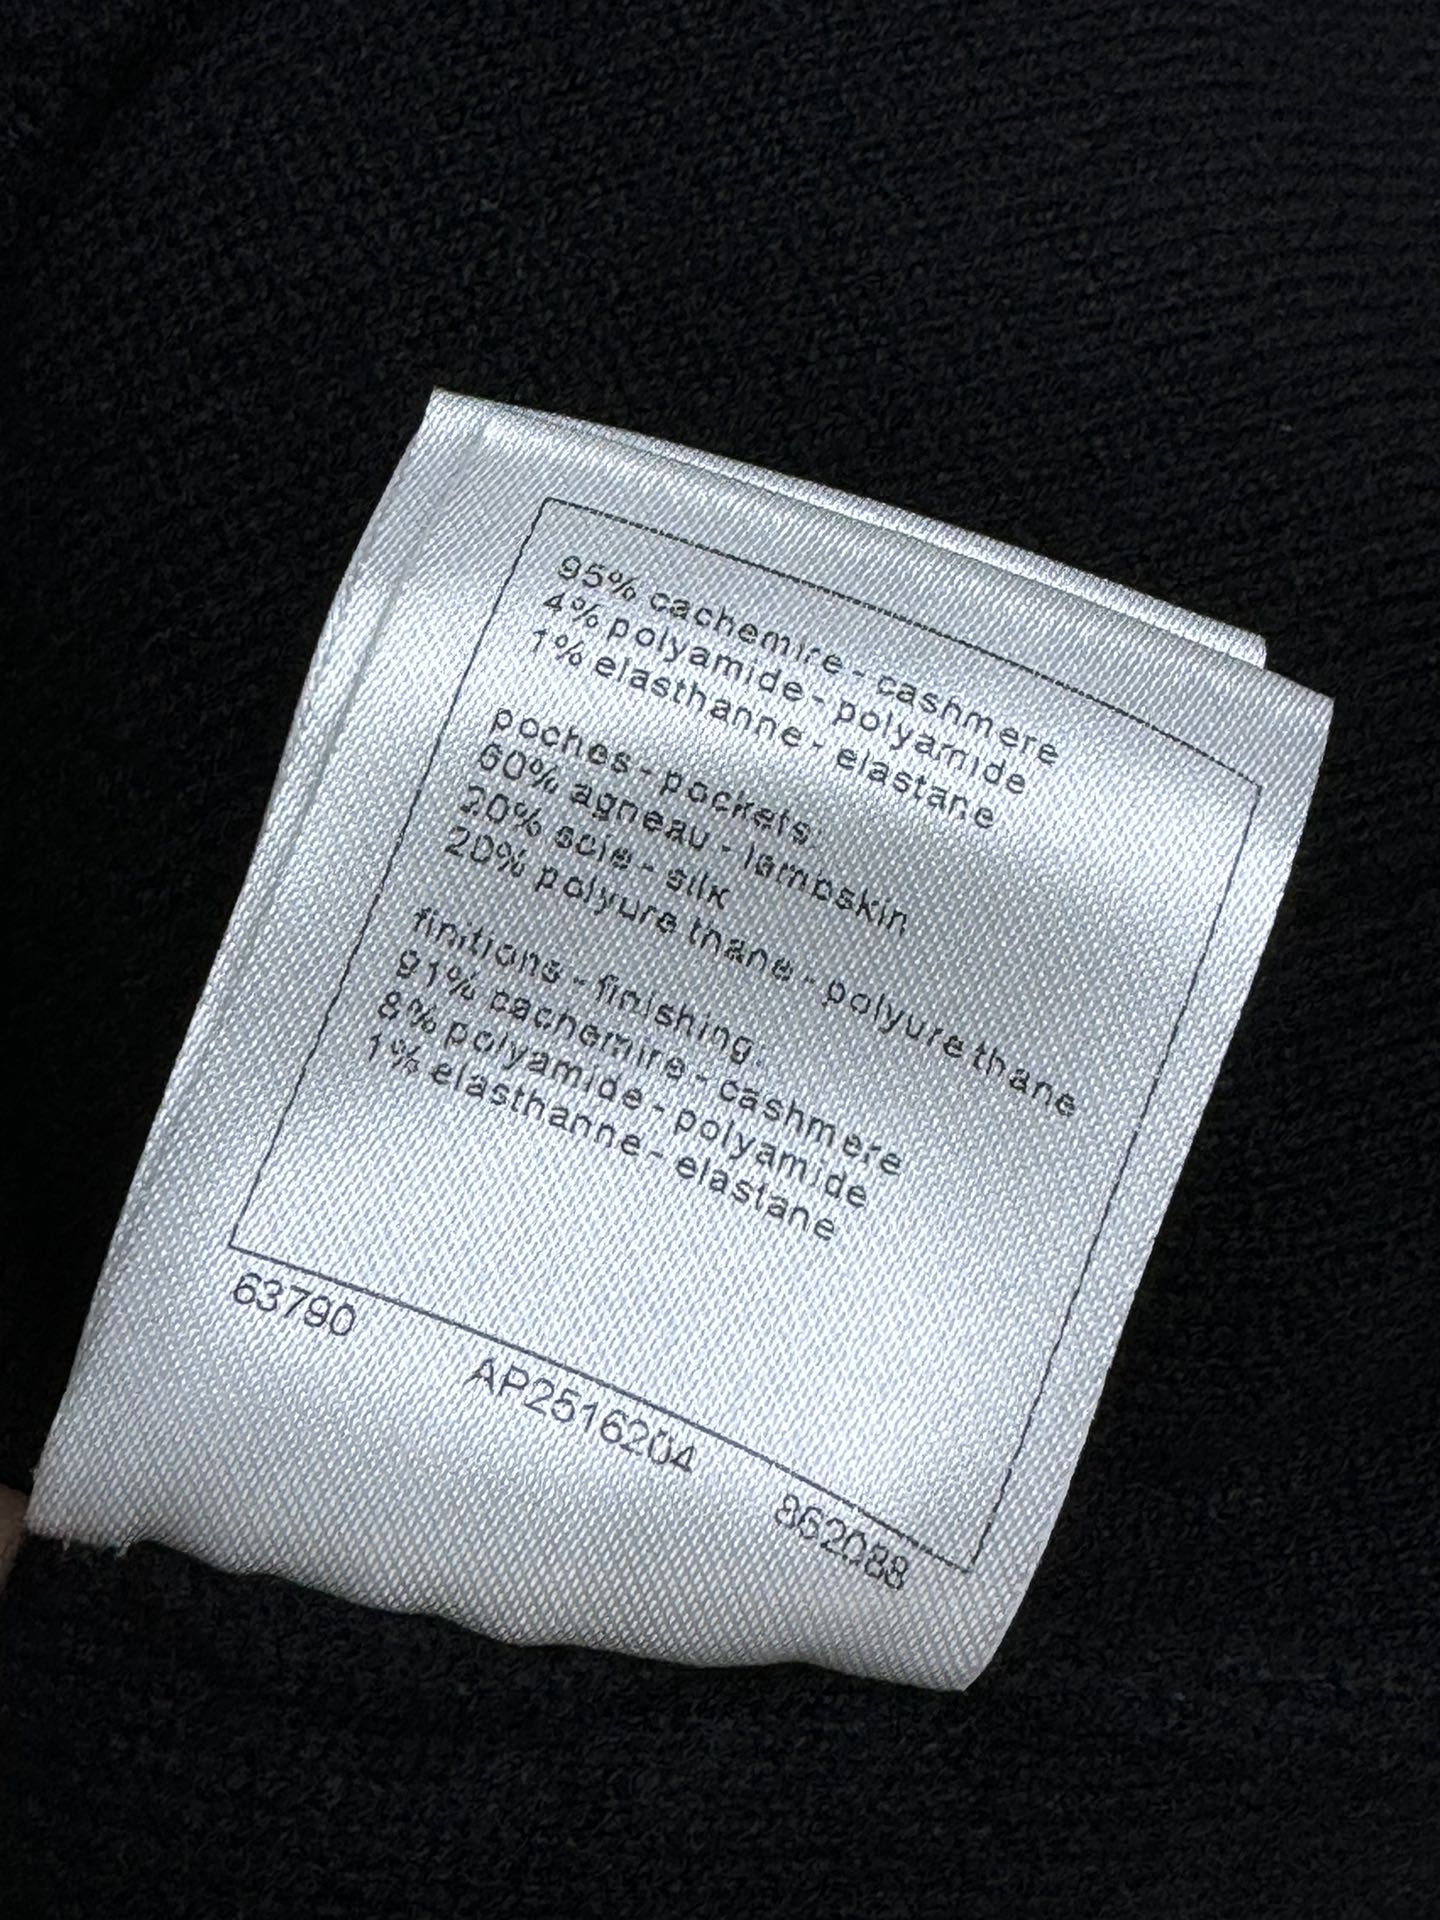 95% cachemire - cashmere
4% polyamide - polyamide
1% elasthanne - elastane
poches - pockets:
60% agneau - lambskin
20% soie - silk
20% polyurethane - polyurethane
finitions - finishing:
91% cachemire - cashmere
8% polyamide - polyamide
1% elasthanne - elastane
63790 AP2516204 862088